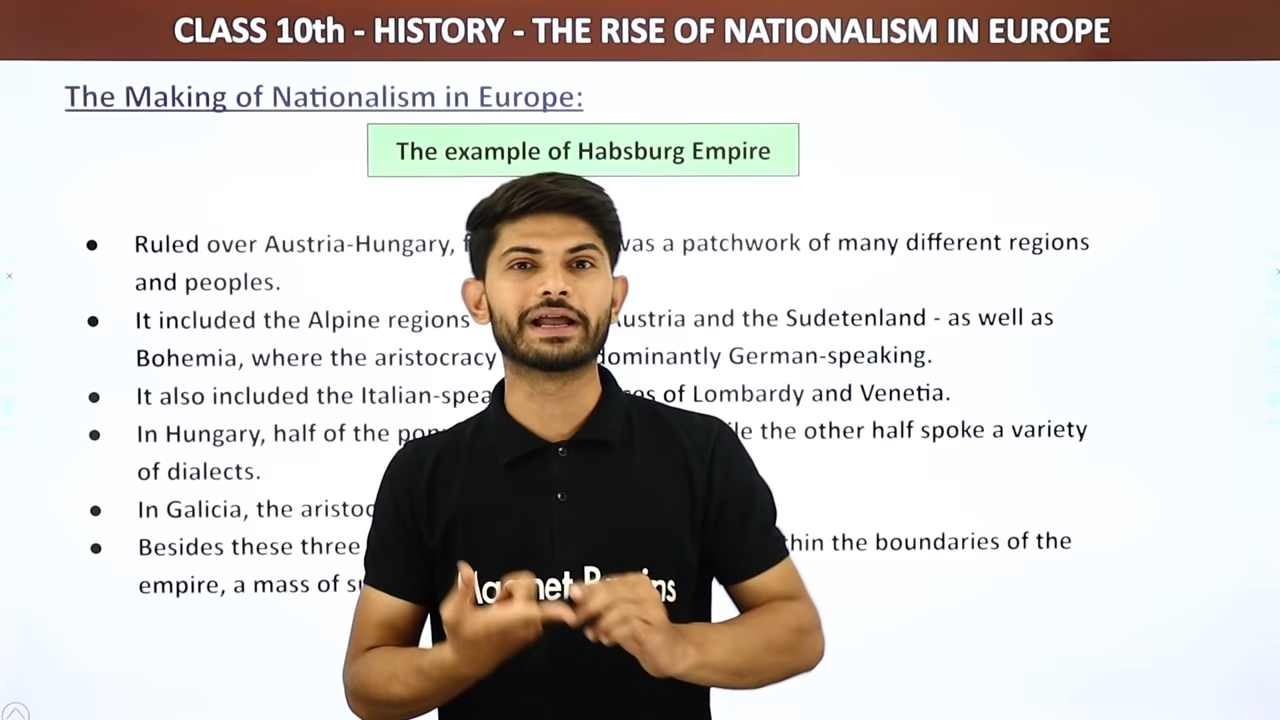 CLASS 10th - HISTORY - THE RISE OF NATIONALISM IN EUROPE
The Making of Nationalism in Europe:
The example of Habsburg Empire
● Ruled over Austria-Hungary, was a patchwork of many different regions
and peoples.
● It included the Alpine regions Austria and the Sudetenland - as well as
Bohemia, where the aristocracy German-speaking.
● It also included the Italian- of Lombardy and Venetia.
● In Hungary, half of the the other half spoke a variety
of dialects.
● In Galicia, the
● Besides these three the boundaries of the
empire, a mass of
Magnet Brains